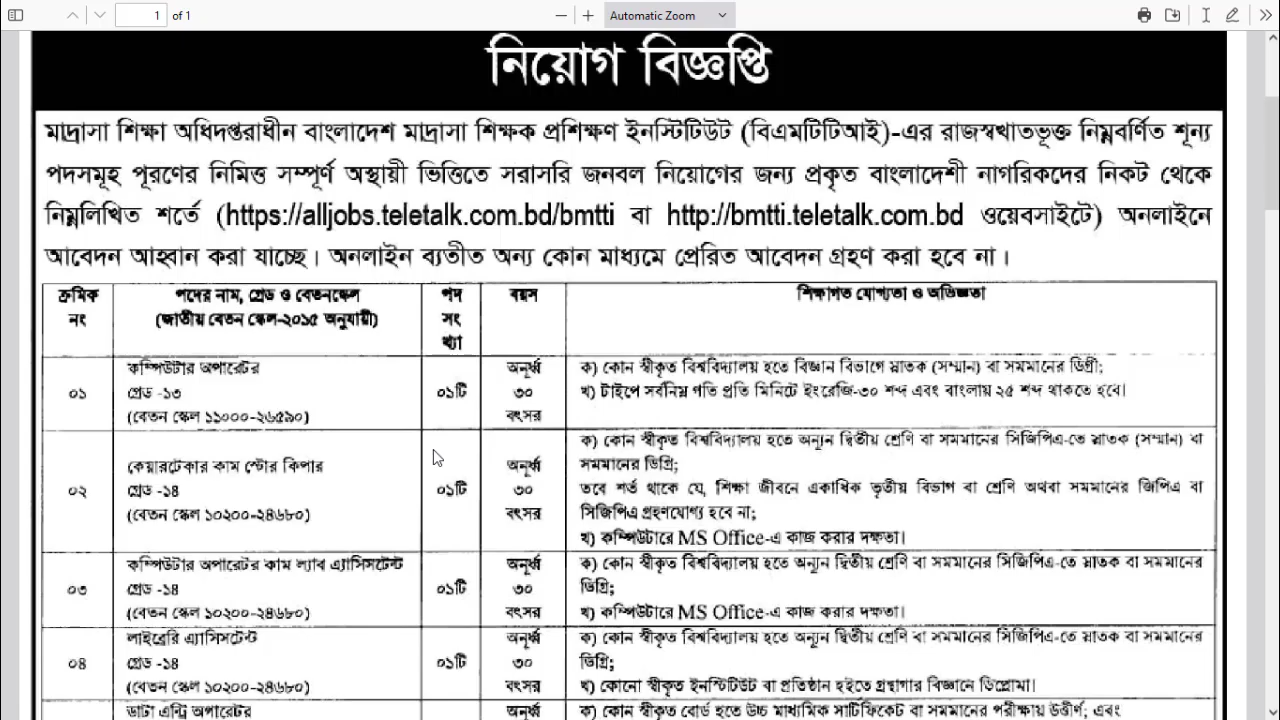 1 of 1
Automatic Zoom
নিয়োগ বিজ্ঞপ্তি
মাদ্রাসা শিক্ষা অধিদপ্তরাধীন বাংলাদেশ মাদ্রাসা শিক্ষক প্রশিক্ষণ ইনস্টিটিউট (বিএমটিটিআই)-এর রাজস্বখাতভূক্ত নিম্নবর্ণিত শূন্য
পদসমূহ পূরণের নিমিত্ত সম্পূর্ণ অস্থায়ী ভিত্তিতে সরাসরি জনবল নিয়োগের জন্য প্রকৃত বাংলাদেশী নাগরিকদের নিকট থেকে
নিম্নলিখিত শর্তে (https://alljobs.teletalk.com.bd/bmtti বা http://bmtti.teletalk.com.bd ওয়েবসাইটে) অনলাইনে
আবেদন আহ্বান করা যাচ্ছে। অনলাইন ব্যতীত অন্য কোন মাধ্যমে প্রেরিত আবেদন গ্রহণ করা হবে না।
ক্রমিক নং
পদের নাম, গ্রেড ও বেতনস্কেল
(জাতীয় বেতন স্কেল-২০১৫ অনুযায়ী)
পদ সংখ্যা
বয়স
শিক্ষাগত যোগ্যতা ও অভিজ্ঞতা
০১
কম্পিউটার অপারেটর
গ্রেড -১৩
(বেতন স্কেল ১১০০০-২৬৫৯০)
০১টি
অনূর্ধ্ব
৩০
বৎসর
ক) কোন স্বীকৃত বিশ্ববিদ্যালয় হতে বিজ্ঞান বিভাগে স্নাতক (সম্মান) বা সমমানের ডিগ্রী;
খ) টাইপে সর্বনিম্ন গতি প্রতি মিনিটে ইংরেজি-৩০ শব্দ এবং বাংলায় ২৫ শব্দ থাকতে হবে।
০২
কেয়ারটেকার কাম স্টোর কিপার
গ্রেড -১৪
(বেতন স্কেল ১০২০০-২৪৬৮০)
০১টি
অনূর্ধ্ব
৩০
বৎসর
ক) কোন স্বীকৃত বিশ্ববিদ্যালয় হতে অন্যূন দ্বিতীয় শ্রেণি বা সমমানের সিজিপিএ-তে স্নাতক (সম্মান) বা
সমমানের ডিগ্রি;
তবে শর্ত থাকে যে, শিক্ষা জীবনে একাধিক তৃতীয় বিভাগ বা শ্রেণি অথবা সমমানের জিপিএ বা
সিজিপিএ গ্রহণযোগ্য হবে না;
খ) কম্পিউটারে MS Office-এ কাজ করার দক্ষতা।
০৩
কম্পিউটার অপারেটর কাম ল্যাব এ্যাসিসটেন্ট
গ্রেড -১৪
(বেতন স্কেল ১০২০০-২৪৬৮০)
০১টি
অনূর্ধ্ব
৩০
বৎসর
ক) কোন স্বীকৃত বিশ্ববিদ্যালয় হতে অন্যূন দ্বিতীয় শ্রেণি বা সমমানের সিজিপিএ-তে স্নাতক বা সমমানের
ডিগ্রি;
খ) কম্পিউটারে MS Office-এ কাজ করার দক্ষতা।
০৪
লাইব্রেরি এ্যাসিসটেন্ট
গ্রেড -১৪
(বেতন স্কেল ১০২০০-২৪৬৮০)
০১টি
অনূর্ধ্ব
৩০
বৎসর
ক) কোন স্বীকৃত বিশ্ববিদ্যালয় হতে অন্যূন দ্বিতীয় শ্রেণি বা সমমানের সিজিপিএ-তে স্নাতক বা সমমানের
ডিগ্রি;
খ) কোনো স্বীকৃত ইনস্টিটিউট বা প্রতিষ্ঠান হইতে গ্রন্থাগার বিজ্ঞানে ডিপ্লোমা।
ডাটা এন্ট্রি অপারেটর
অনূর্ধ্ব
ক) কোন স্বীকৃত বোর্ড হতে উচ্চ মাধ্যমিক সার্টিফিকেট বা সমমানের পরীক্ষায় উত্তীর্ণ; এবং